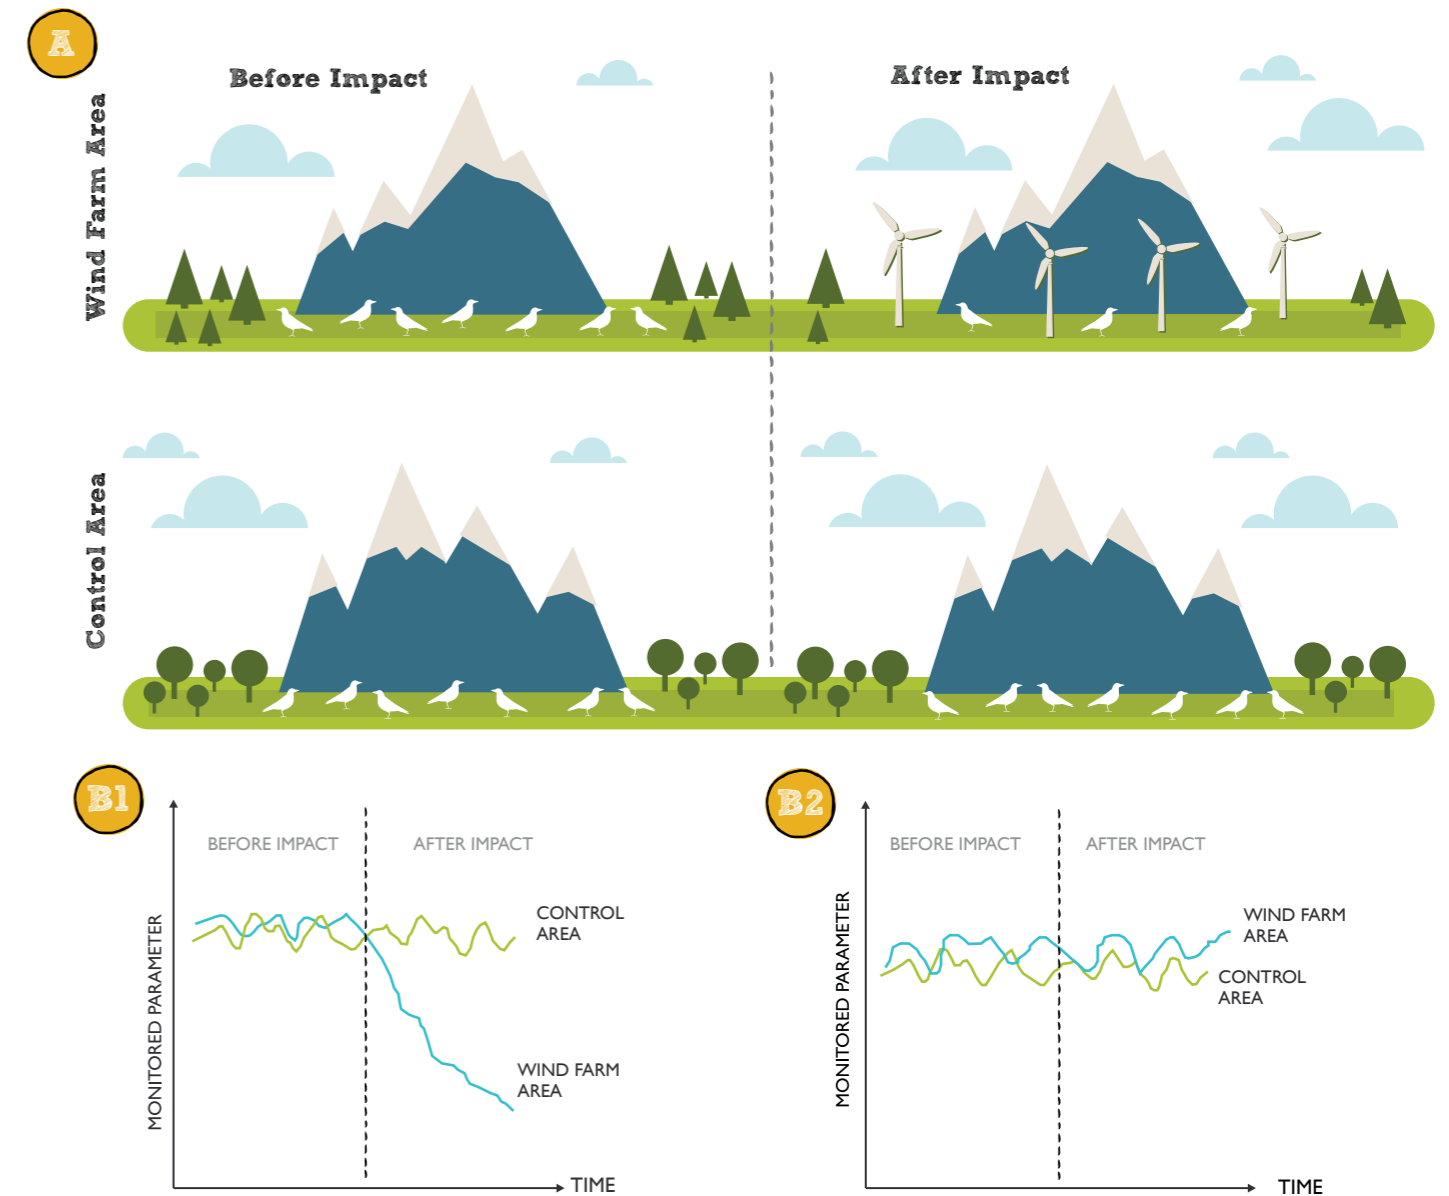 A
Before Impact
After Impact
Wind Farm Area
Control Area
B1
BEFORE IMPACT
AFTER IMPACT
MONITORED PARAMETER
CONTROL
AREA
WIND FARM
AREA
TIME
B2
BEFORE IMPACT
AFTER IMPACT
MONITORED PARAMETER
WIND FARM
AREA
CONTROL
AREA
TIME